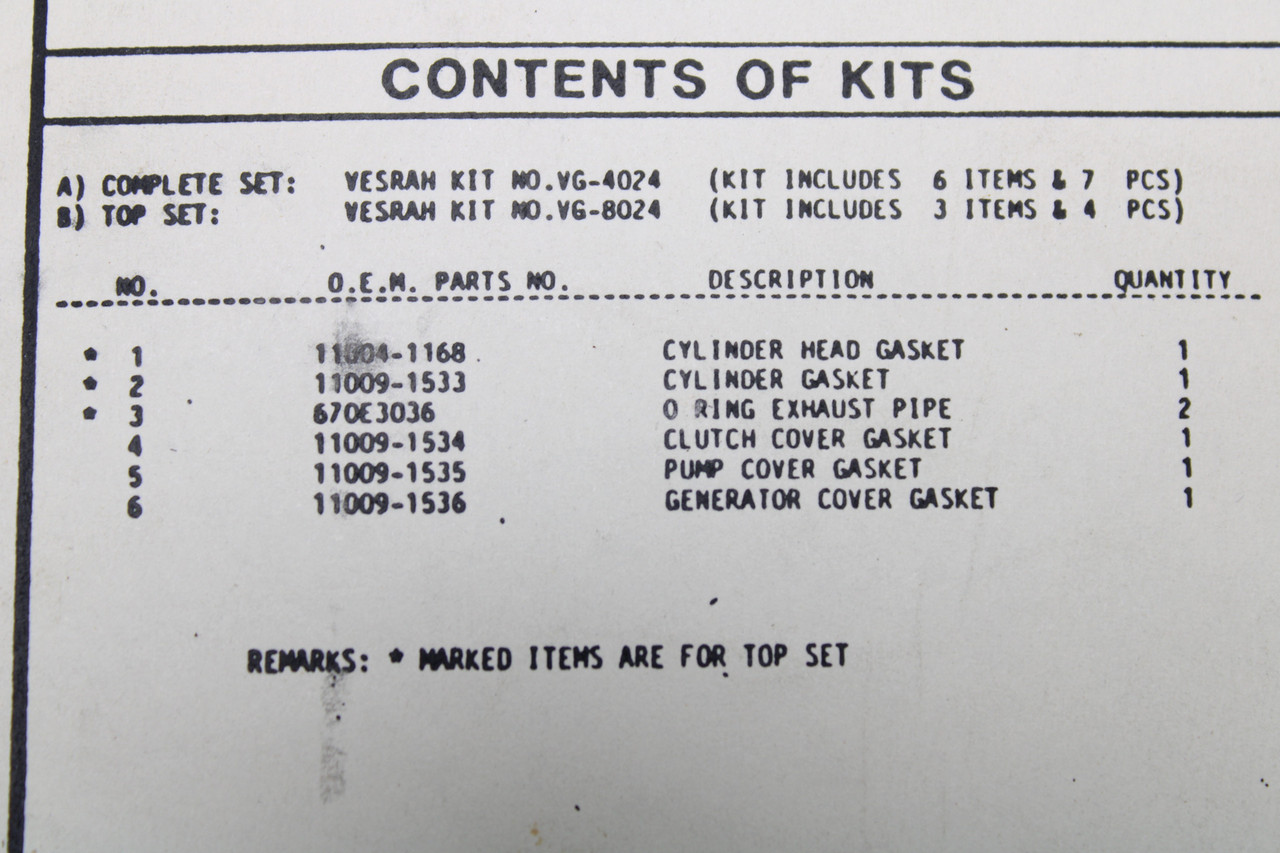 CONTENTS OF KITS
A) COMPLETE SET: VESRAH KIT NO.VG-4024 (KIT INCLUDES 6 ITEMS & 7 PCS)
B) TOP SET: VESRAH KIT NO.VG-8024 (KIT INCLUDES 3 ITEMS & 4 PCS)
NO. O.E.M. PARTS NO. DESCRIPTION QUANTITY
* 1 11004-1168 CYLINDER HEAD GASKET 1
* 2 11009-1533 CYLINDER GASKET 1
* 3 670E3036 O RING EXHAUST PIPE 2
4 11009-1534 CLUTCH COVER GASKET 1
5 11009-1535 PUMP COVER GASKET 1
6 11009-1536 GENERATOR COVER GASKET 1
REMARKS: * MARKED ITEMS ARE FOR TOP SET